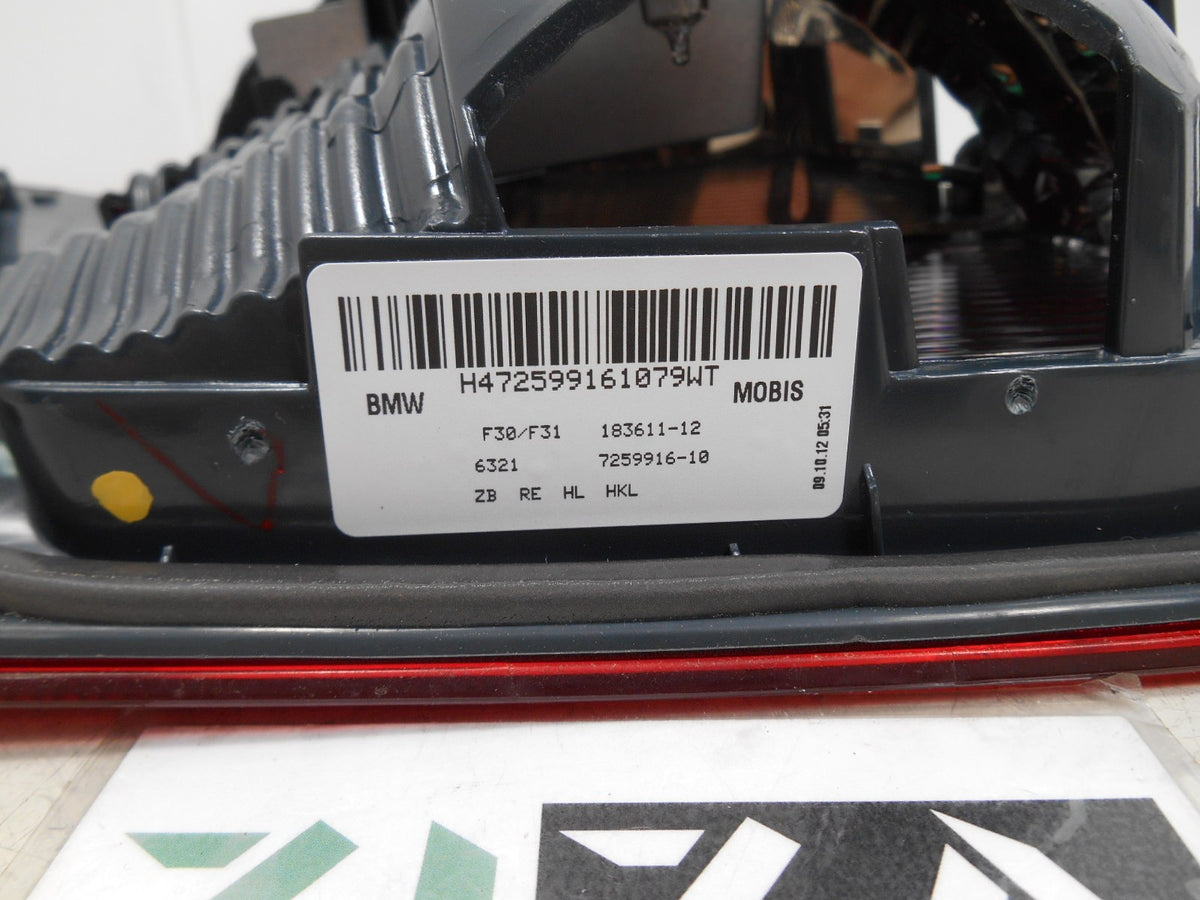 H472599161079WT
BMW MOBIS
F30/F31 183611-12
6321 7259916-10
ZB RE HL HKL
09.10.12 05:31